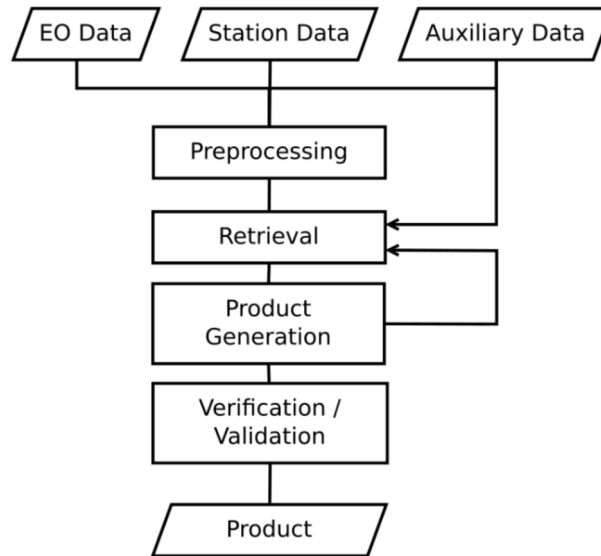 EO Data
Station Data
Auxiliary Data
Preprocessing
Retrieval
Product
Generation
Verification /
Validation
Product